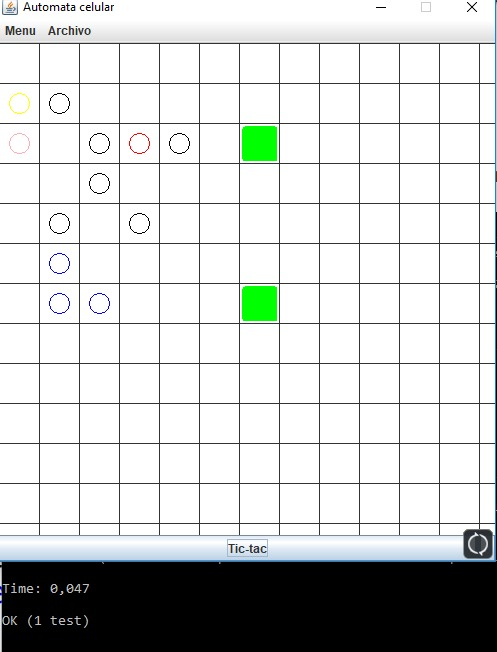 Automata celular
Menu Archivo
Tic-tac
Time: 0,047
OK (1 test)